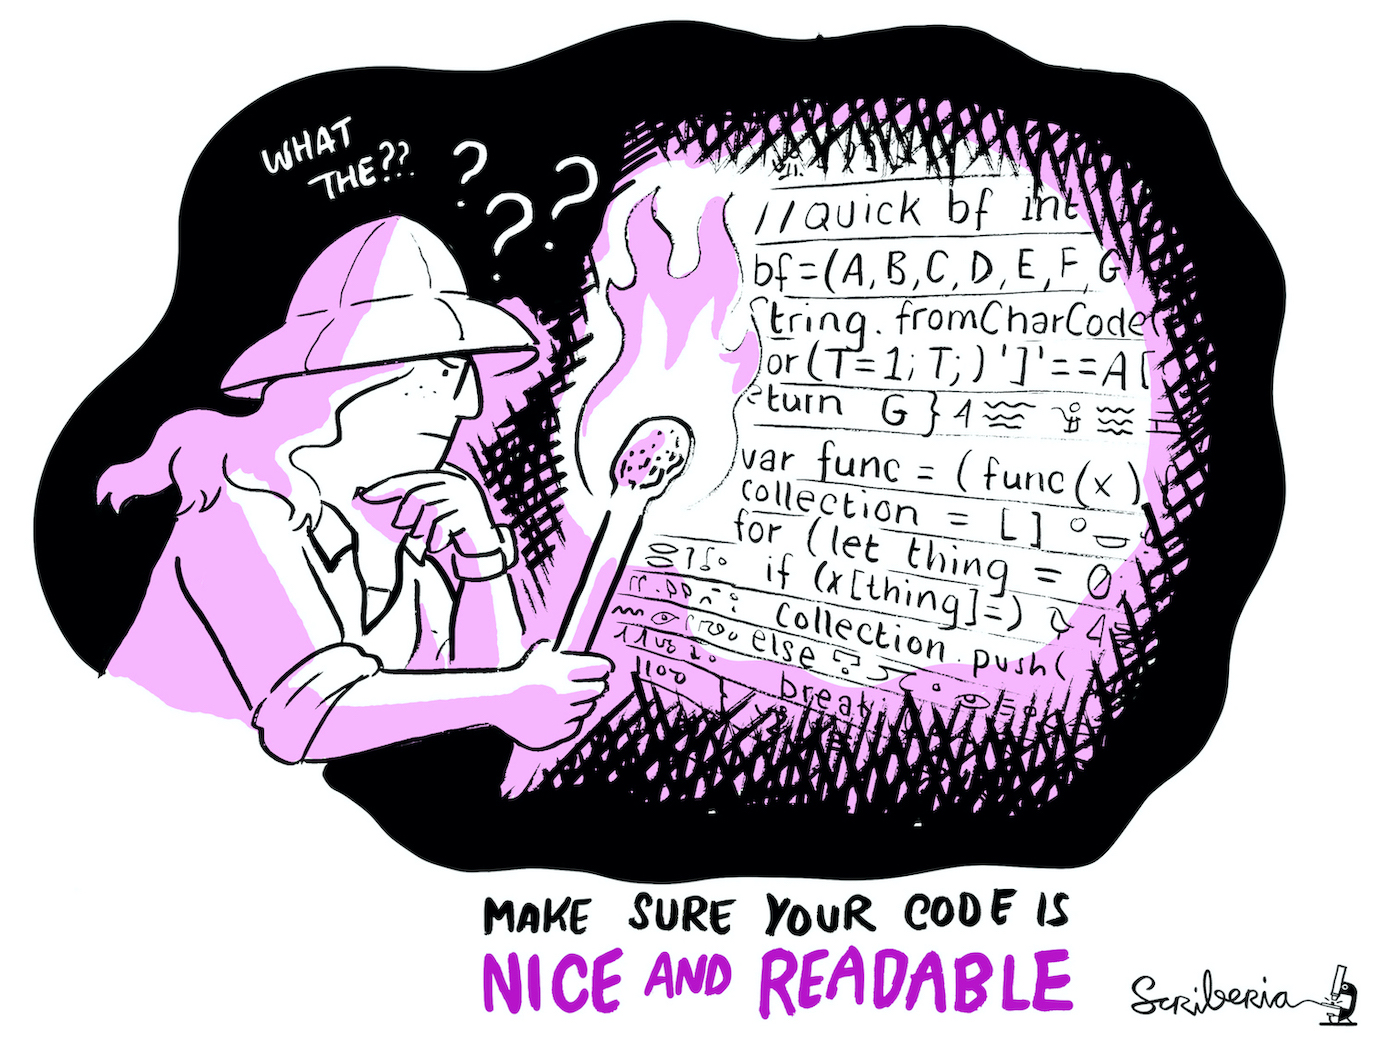 WHAT
THE??
? ? ?
//QUICK bf int
bf=(A,B,C,D,E,F,G
String.fromCharCode(
or(T=1;T;)']'==A[
eturn G}
var func = (func(x)
collection = []
for (let thing = 0
if (x[thing]=)
collection.push(
else
1100 } break
MAKE SURE YOUR CODE IS
NICE AND READABLE
Scriberia